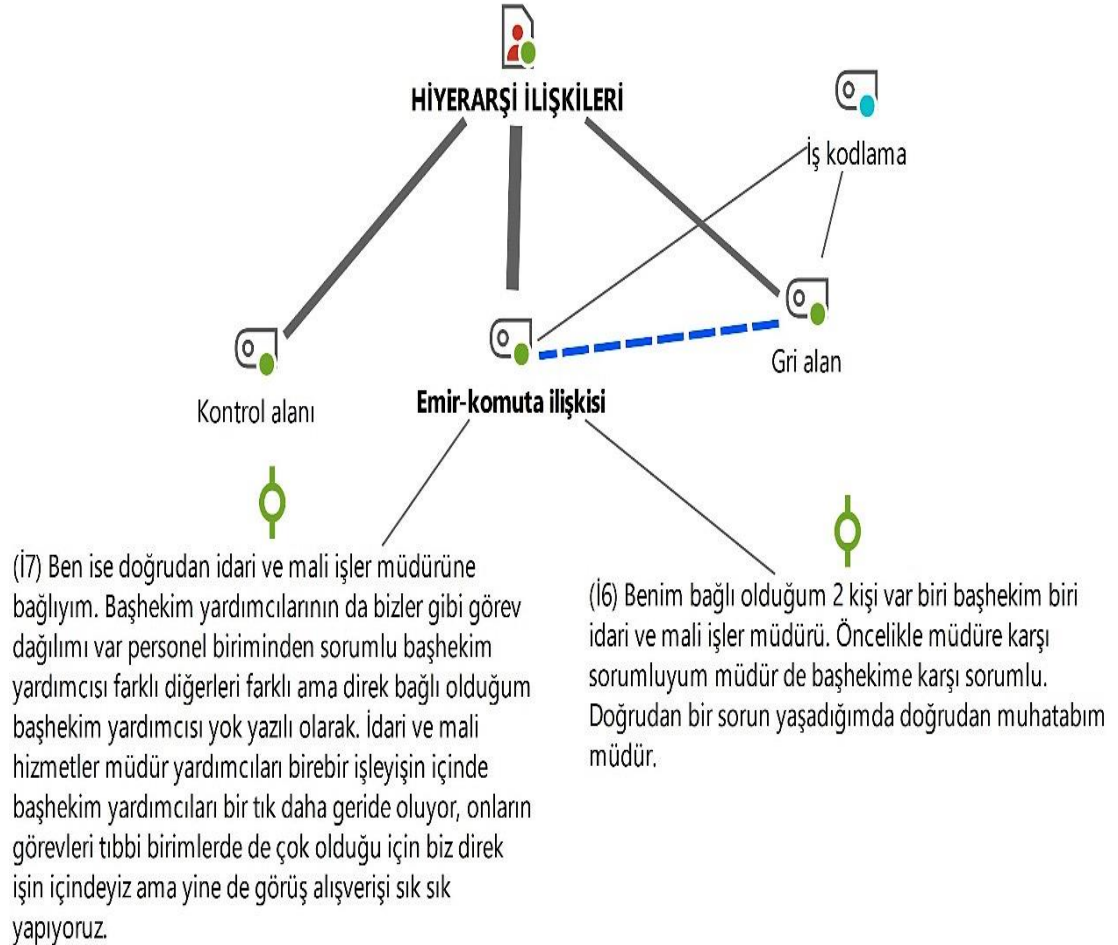 HİYERARŞİ İLİŞKİLERİ
İş kodlama
Gri alan
Kontrol alanı
Emir-komuta ilişkisi
(İ7) Ben ise doğrudan idari ve mali işler müdürüne
bağlıyım. Başhekim yardımcılarının da bizler gibi görev
dağılımı var personel biriminden sorumlu başhekim
yardımcısı farklı diğerleri farklı ama direk bağlı olduğum
başhekim yardımcısı yok yazılı olarak. İdari ve mali
hizmetler müdür yardımcıları birebir işleyişin içinde
başhekim yardımcıları bir tık daha geride oluyor, onların
görevleri tıbbi birimlerde de çok olduğu için biz direk
işin içindeyiz ama yine de görüş alışverişi sık sık
yapıyoruz.
(İ6) Benim bağlı olduğum 2 kişi var biri başhekim biri
idari ve mali işler müdürü. Öncelikle müdüre karşı
sorumluyum müdür de başhekime karşı sorumlu.
Doğrudan bir sorun yaşadığımda doğrudan muhatabım
müdür.